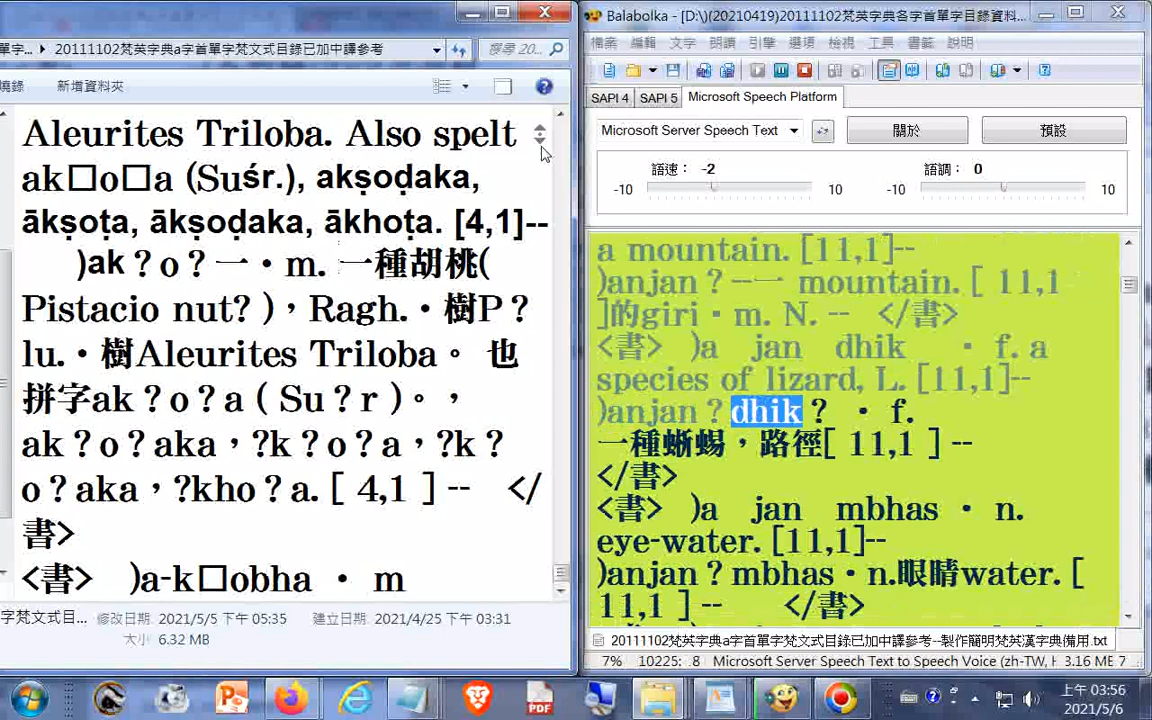 單字... ▸ 20111102梵英字典a字首單字梵文式目錄已加中譯參考
搜尋 20...
燒錄 新增資料夾
Aleurites Triloba. Also spelt
ak□o□a (Suśr.), akṣoḍaka,
ākṣoṭa, ākṣoḍaka, ākhoṭa. [4,1]--
)ak？o？一・m. 一種胡桃(
Pistacio nut? )，Ragh.・樹P？
lu.・樹Aleurites Triloba。 也
拼字ak？o？a ( Su？r )。，
ak？o？aka，?k？o？a，?k？
o？aka，?kho？a. [ 4,1 ] -- </
書>
<書> )a-k□obha ・ m
字梵文式目... 修改日期: 2021/5/5 下午 05:35 建立日期: 2021/4/25 下午 03:31
大小: 6.32 MB
Balabolka - [D:\)(20210419)20111102梵英字典各字首單字目錄資料...
檔案 編輯 文字 朗讀 引擎 選項 檢視 工具 書籤 說明
SAPI 4 SAPI 5 Microsoft Speech Platform
Microsoft Server Speech Text 關於 預設
語速： -2 語調： 0
-10 10 -10 10
a mountain. [11,1]--
)anjan？--一 mountain. [ 11,1
]的giri・m. N. -- </書>
<書> )a jan dhik ・ f. a
species of lizard, L. [11,1]--
)anjan？dhik？ ・ f.
一種蜥蜴，路徑[ 11,1 ] --
</書>
<書> )a jan mbhas ・ n.
eye-water. [11,1]--
)anjan？mbhas・n.眼睛water. [
11,1 ] -- </書>
20111102梵英字典a字首單字梵文式目錄已加中譯參考--製作簡明梵英漢字典備用.txt
7% 10225: 8 Microsoft Server Speech Text to Speech Voice (zh-TW, H 3.16 ME 7
PDF
上午 03:56
2021/5/6